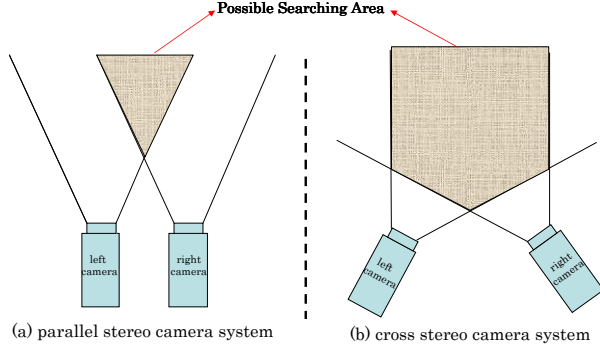 Possible Searching Area
left
camera
right
camera
left
camera
right
camera
(a) parallel stereo camera system
(b) cross stereo camera system